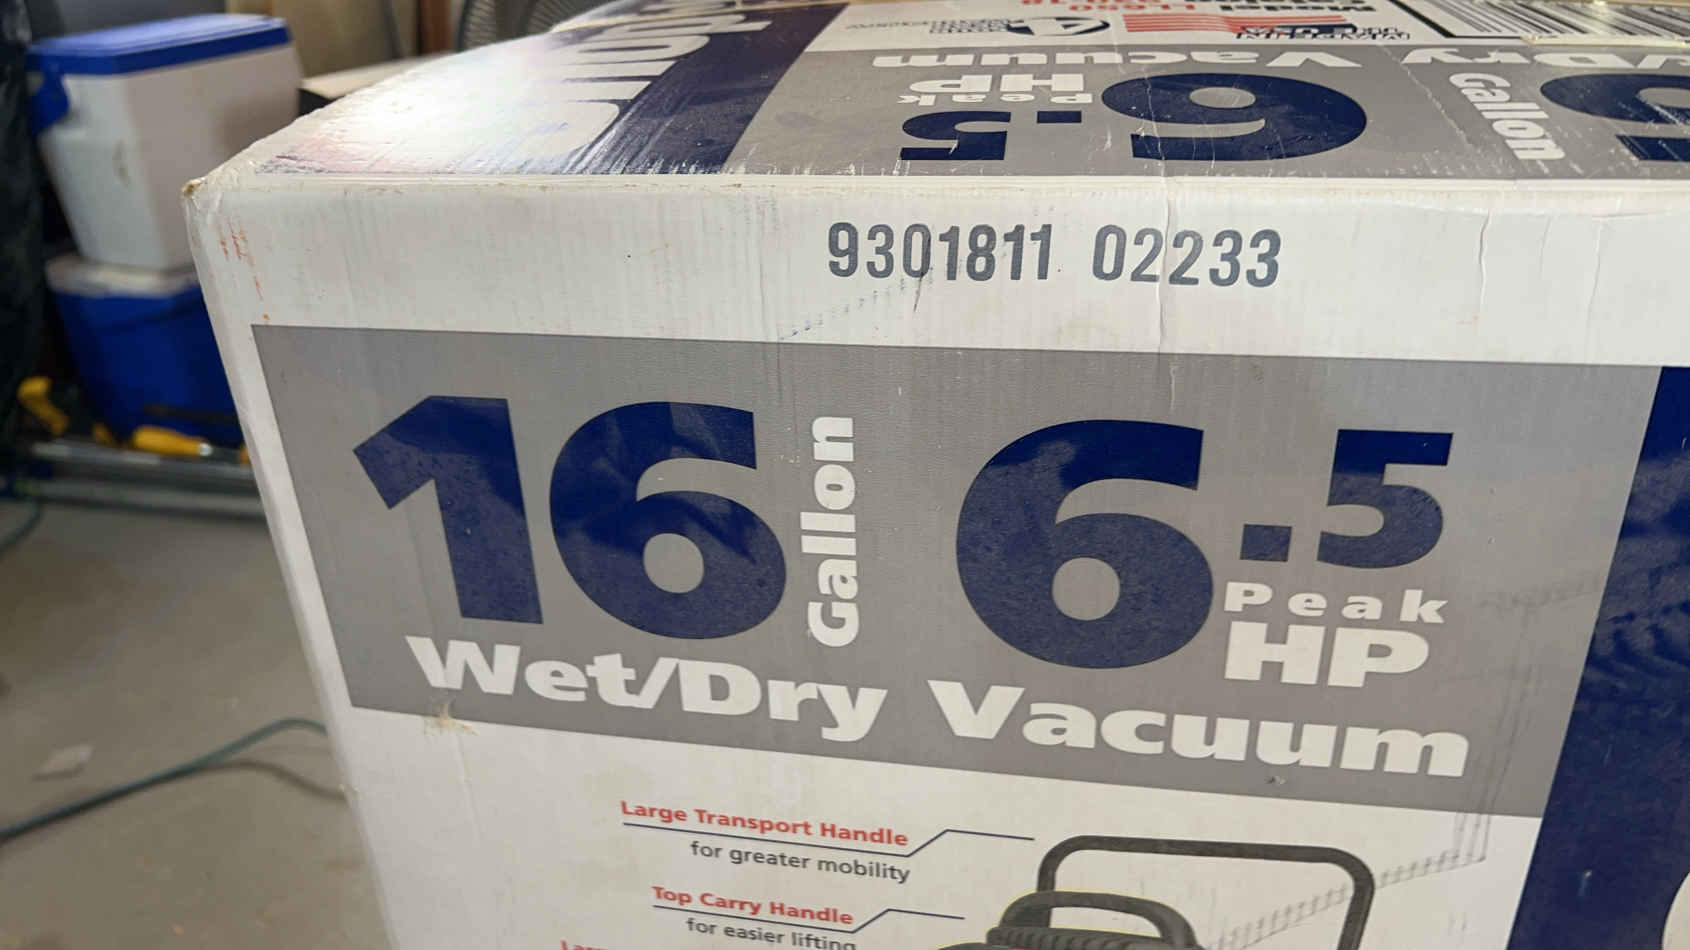 Wet/Dry Vacuum
6.5
Peak
HP
Gallon
9301811 02233
16 Gallon 6.5
Peak
HP
Wet/Dry Vacuum
Large Transport Handle
for greater mobility
Top Carry Handle
for easier lifting